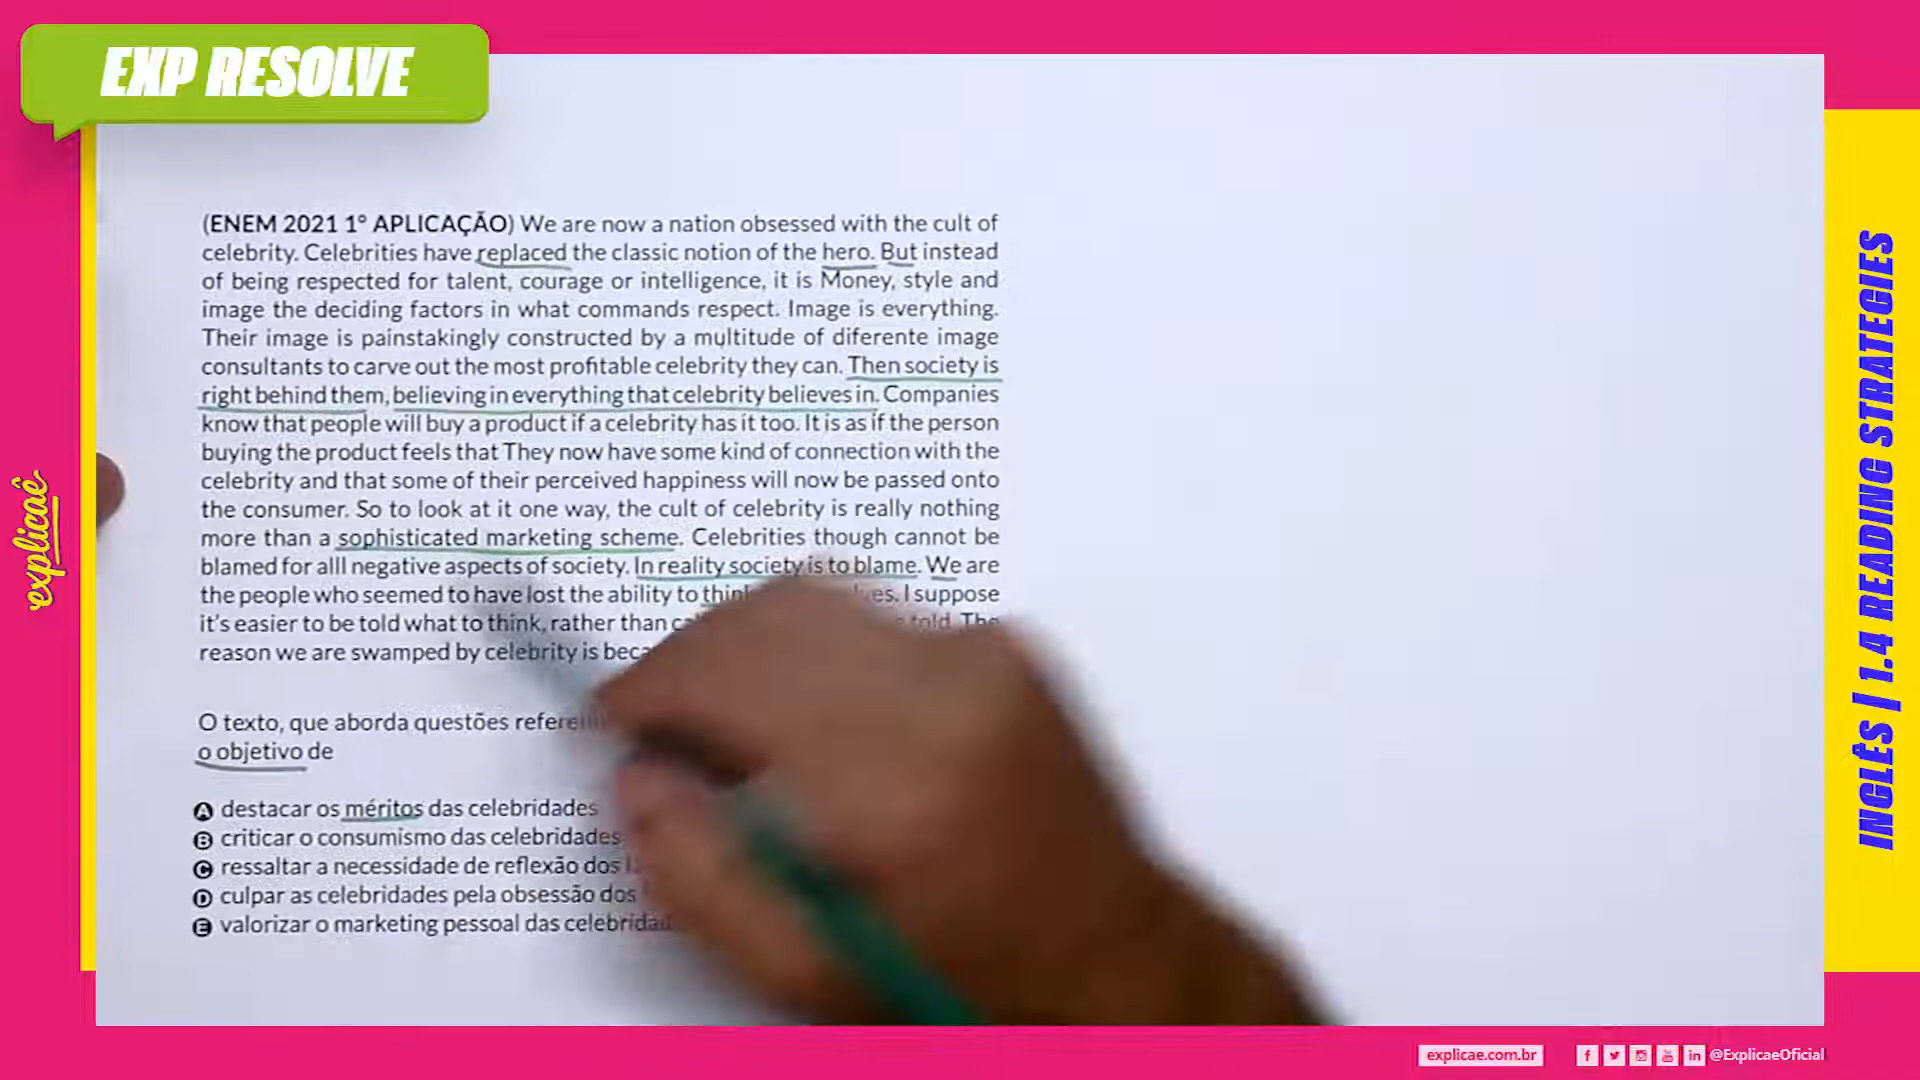 EXP RESOLVE
(ENEM 2021 1º APLICAÇÃO) We are now a nation obsessed with the cult of
celebrity. Celebrities have replaced the classic notion of the hero. But instead
of being respected for talent, courage or intelligence, it is Money, style and
image the deciding factors in what commands respect. Image is everything.
Their image is painstakingly constructed by a multitude of diferente image
consultants to carve out the most profitable celebrity they can. Then society is
right behind them, believing in everything that celebrity believes in. Companies
know that people will buy a product if a celebrity has it too. It is as if the person
buying the product feels that They now have some kind of connection with the
celebrity and that some of their perceived happiness will now be passed onto
the consumer. So to look at it one way, the cult of celebrity is really nothing
more than a sophisticated marketing scheme. Celebrities though cannot be
blamed for alll negative aspects of society. In reality society is to blame. We are
the people who seemed to have lost the ability to think I suppose
it's easier to be told what to think, rather than told. The
reason we are swamped by celebrity is
O texto, que aborda questões
o objetivo de
A destacar os méritos das celebridades
B criticar o consumismo das celebridades
C ressaltar a necessidade de reflexão dos
D culpar as celebridades pela obsessão dos
E valorizar o marketing pessoal das
explicaê
INGLÊS | 1.4 READING STRATEGIES
explicae.com.br
@ExplicaeOficial